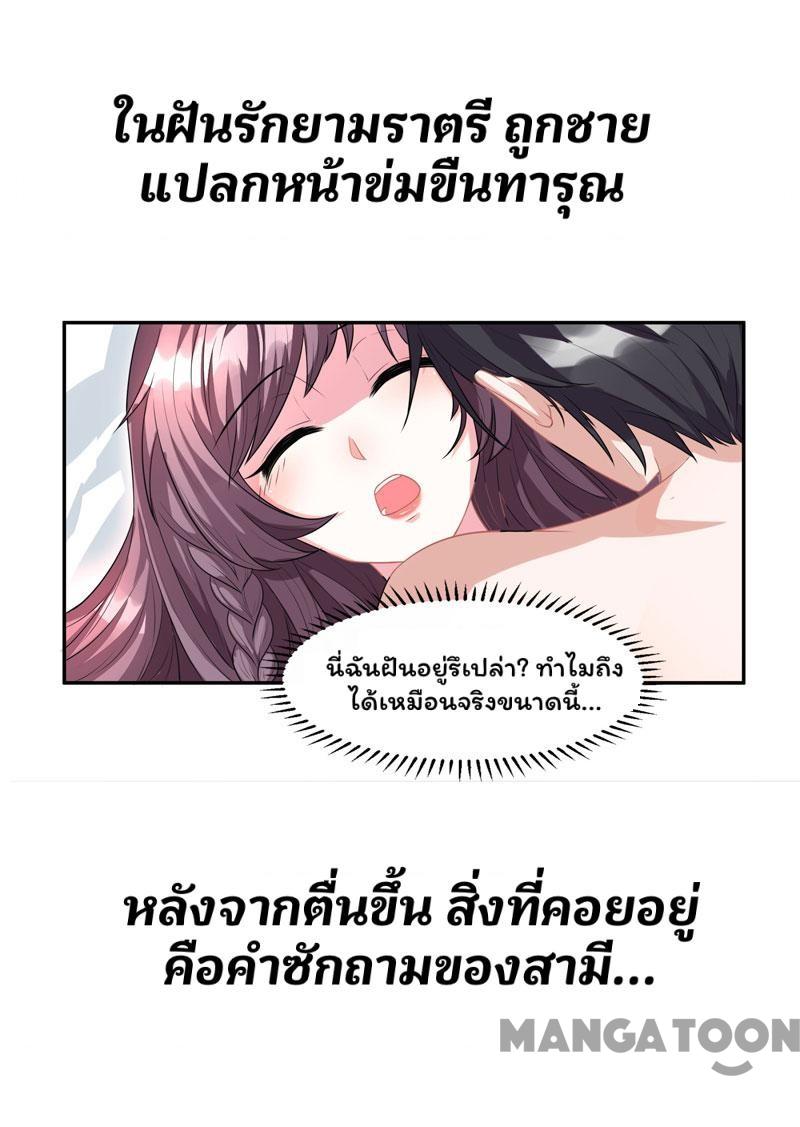 ในฝันรักยามราตรี ถูกชาย
แปลกหน้าข่มขืนทารุณ
นี่ฉันฝันอยู่รึเปล่า? ทำไมถึง
ได้เหมือนจริงขนาดนี้...
หลังจากตื่นขึ้น สิ่งที่คอยอยู่
คือคำซักถามของสามี...
MANGATOON